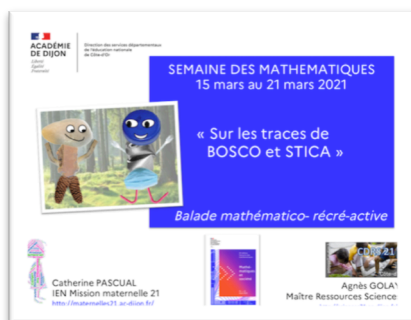 ACADÉMIE
DE DIJON
Liberté
Égalité
Fraternité
Direction des services départementaux
de l'éducation nationale
de Côte-d'Or
SEMAINE DES MATHEMATIQUES
15 mars au 21 mars 2021
« Sur les traces de
BOSCO et STICA »
Balade mathématico- récré-active
Catherine PASCUAL
IEN Mission maternelle 21
http://maternelles21.ac-dijon.fr/
Agnès GOLAY
Maître Ressources Science